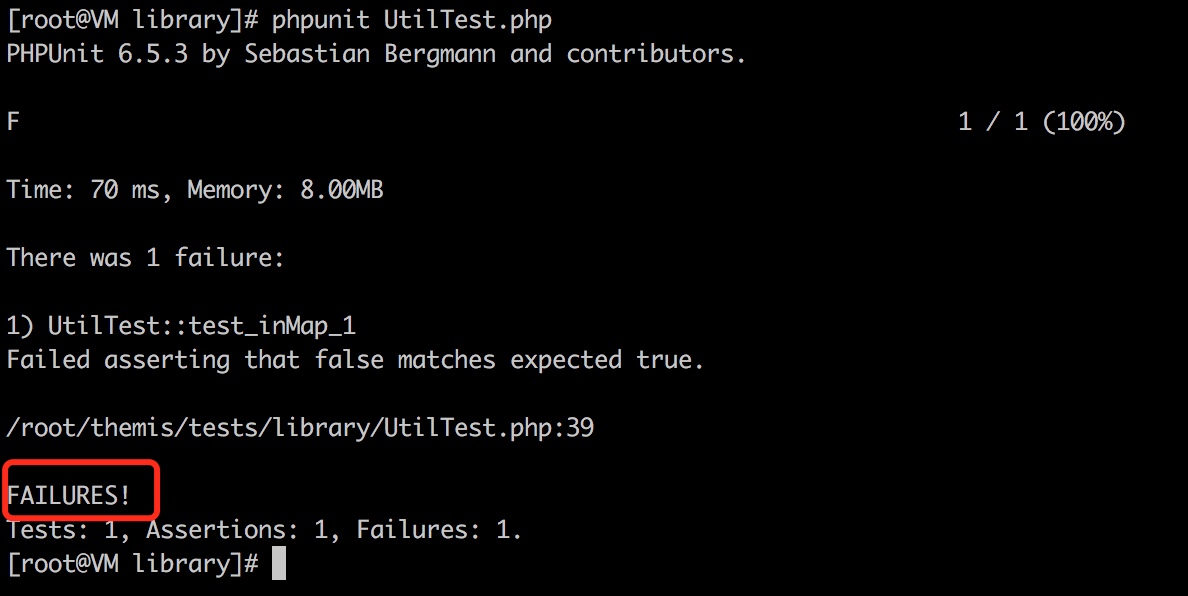 [root@VM library]# phpunit UtilTest.php
PHPUnit 6.5.3 by Sebastian Bergmann and contributors.
F 1 / 1 (100%)
Time: 70 ms, Memory: 8.00MB
There was 1 failure:
1) UtilTest::test_inMap_1
Failed asserting that false matches expected true.
/root/themis/tests/library/UtilTest.php:39
FAILURES!
Tests: 1, Assertions: 1, Failures: 1.
[root@VM library]#